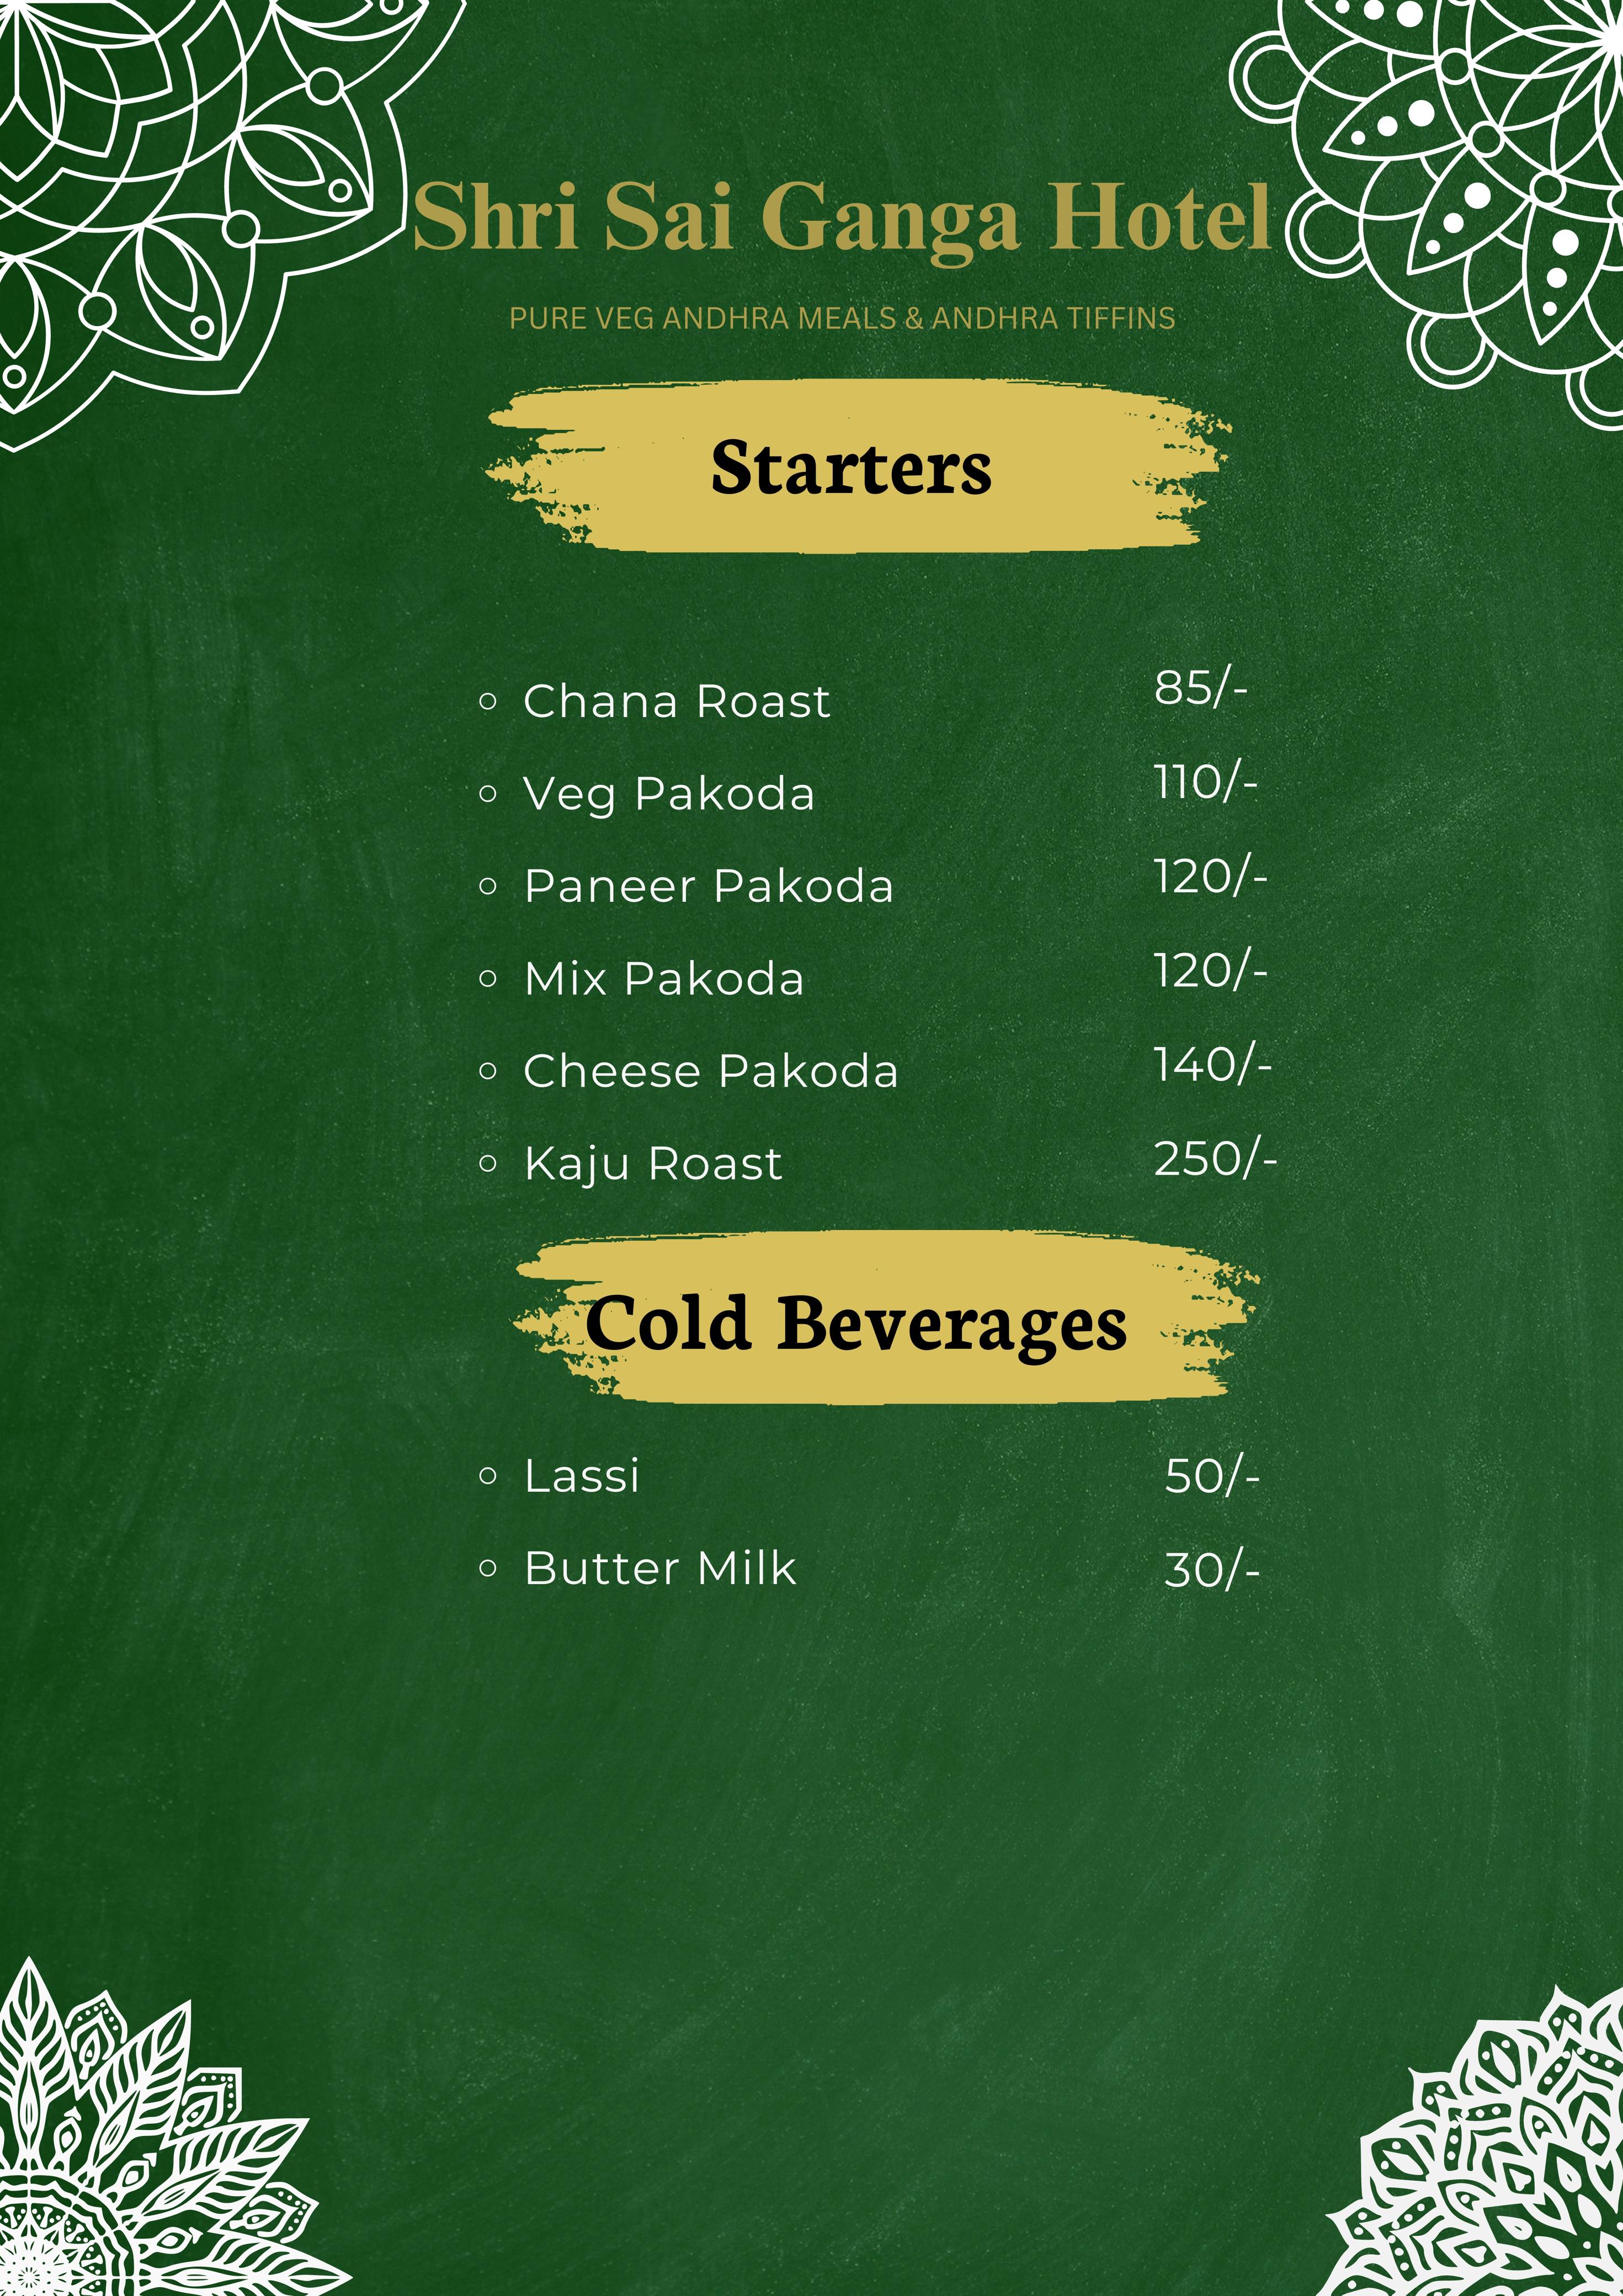 Shri Sai Ganga Hotel
PURE VEG ANDHRA MEALS & ANDHRA TIFFINS
Starters
Chana Roast 85/-
Veg Pakoda 110/-
Paneer Pakoda 120/-
Mix Pakoda 120/-
Cheese Pakoda 140/-
Kaju Roast 250/-
Cold Beverages
Lassi 50/-
Butter Milk 30/-